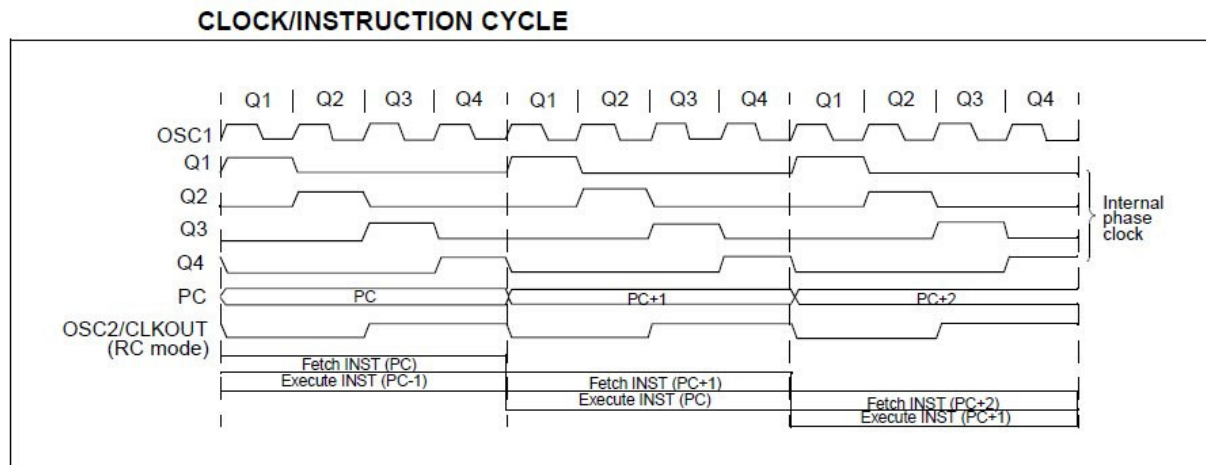 CLOCK/INSTRUCTION CYCLE
Q1 Q2 Q3 Q4 Q1 Q2 Q3 Q4 Q1 Q2 Q3 Q4
OSC1
Q1
Q2
Q3
Q4
PC
OSC2/CLKOUT
(RC mode)
Internal
phase
clock
PC PC+1 PC+2
Fetch INST (PC)
Execute INST (PC-1) Fetch INST (PC+1)
Execute INST (PC) Fetch INST (PC+2)
Execute INST (PC+1)